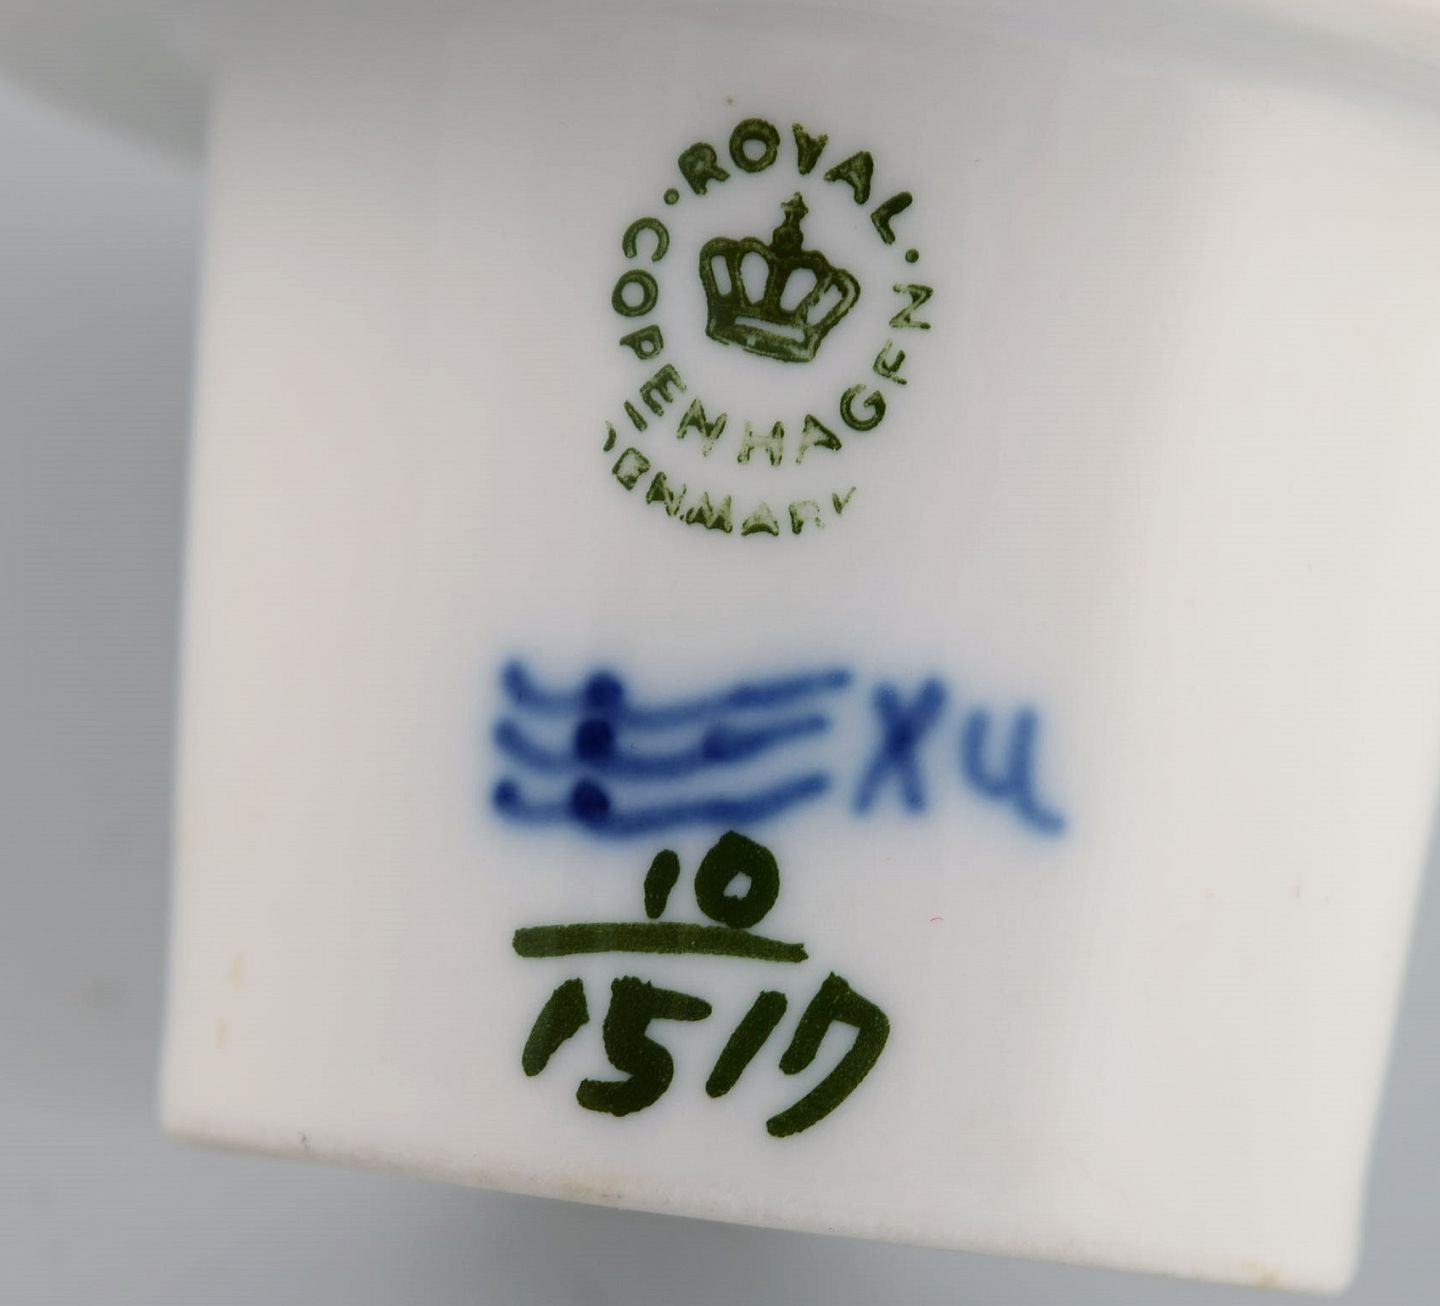 ROYAL
COPENHAGEN
DENMARK
XU
10
1517